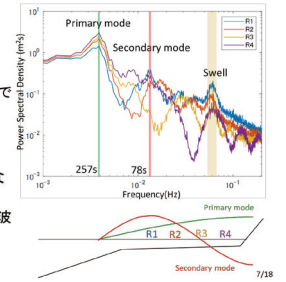 Primary mode
Secondary mode
Swell
R1
R2
R3
R4
257s
78s
Power Spectral Density (m²s)
10¹
10⁰
10⁻¹
10⁻²
10⁻³
10⁻³
10⁻²
10⁻¹
Frequency(Hz)
で
波
Primary mode
R1 R2 R3 R4
Secondary mode
7/18